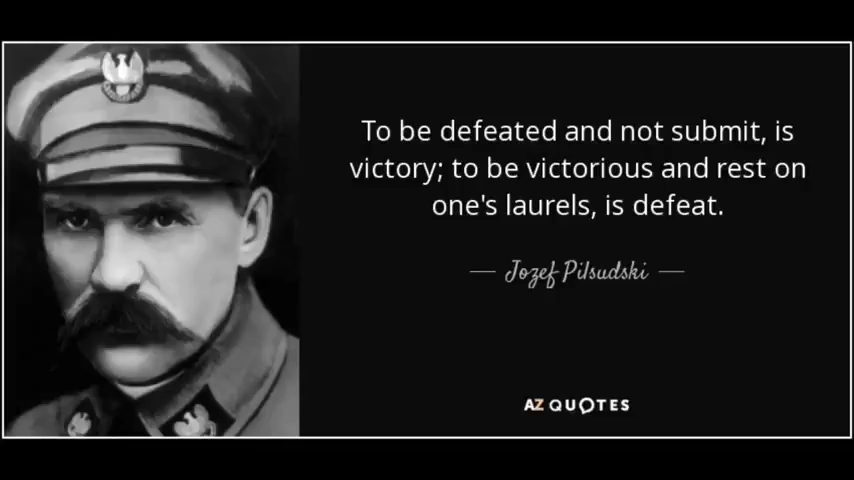 To be defeated and not submit, is
victory; to be victorious and rest on
one's laurels, is defeat.
— Jozef Pilsudski —
AZ QUOTES